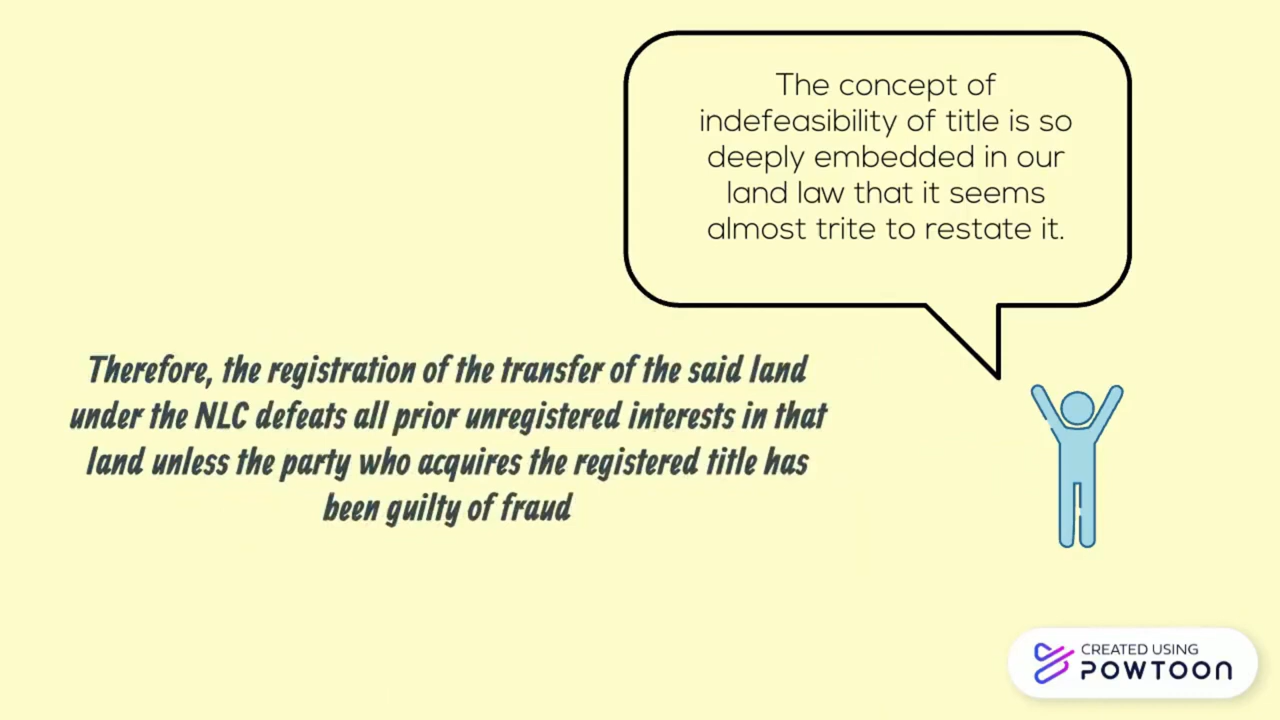 The concept of
indefeasibility of title is so
deeply embedded in our
land law that it seems
almost trite to restate it.
Therefore, the registration of the transfer of the said land
under the NLC defeats all prior unregistered interests in that
land unless the party who acquires the registered title has
been guilty of fraud
CREATED USING
POWTOON